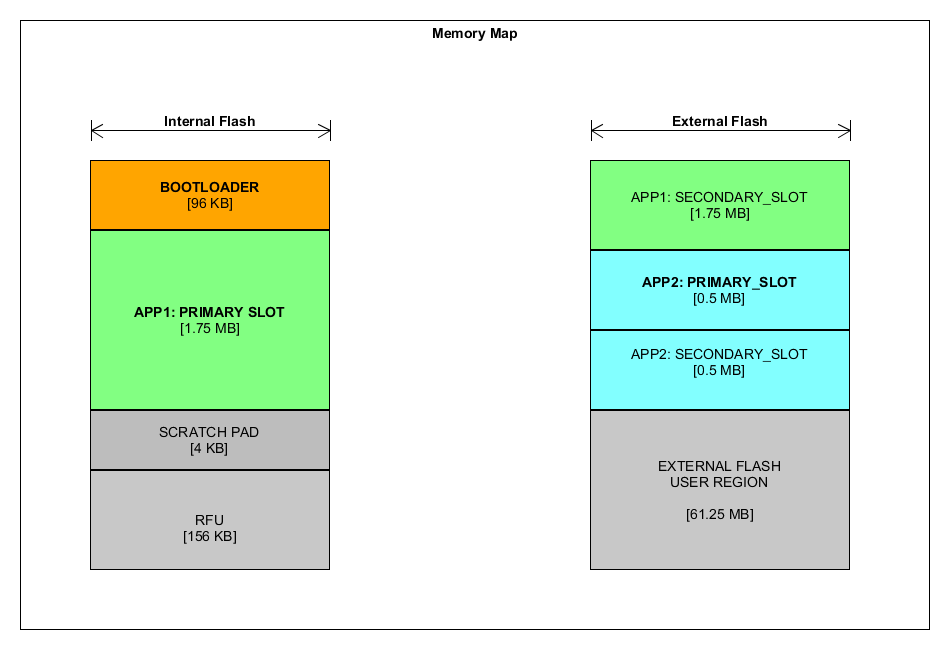 Memory Map
Internal Flash
BOOTLOADER
[96 KB]
APP1: PRIMARY SLOT
[1.75 MB]
SCRATCH PAD
[4 KB]
RFU
[156 KB]
External Flash
APP1: SECONDARY_SLOT
[1.75 MB]
APP2: PRIMARY_SLOT
[0.5 MB]
APP2: SECONDARY_SLOT
[0.5 MB]
EXTERNAL FLASH
USER REGION
[61.25 MB]